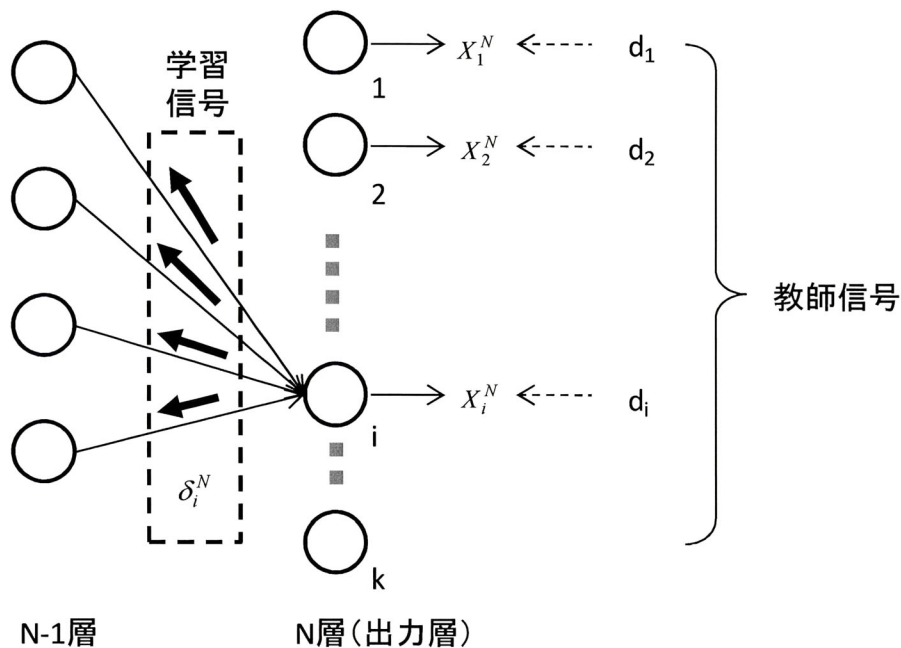 学習
信号
X_1^N
d_1
1
X_2^N
d_2
2
教師信号
X_i^N
d_i
i
δ_i^N
k
N-1層
N層(出力層)